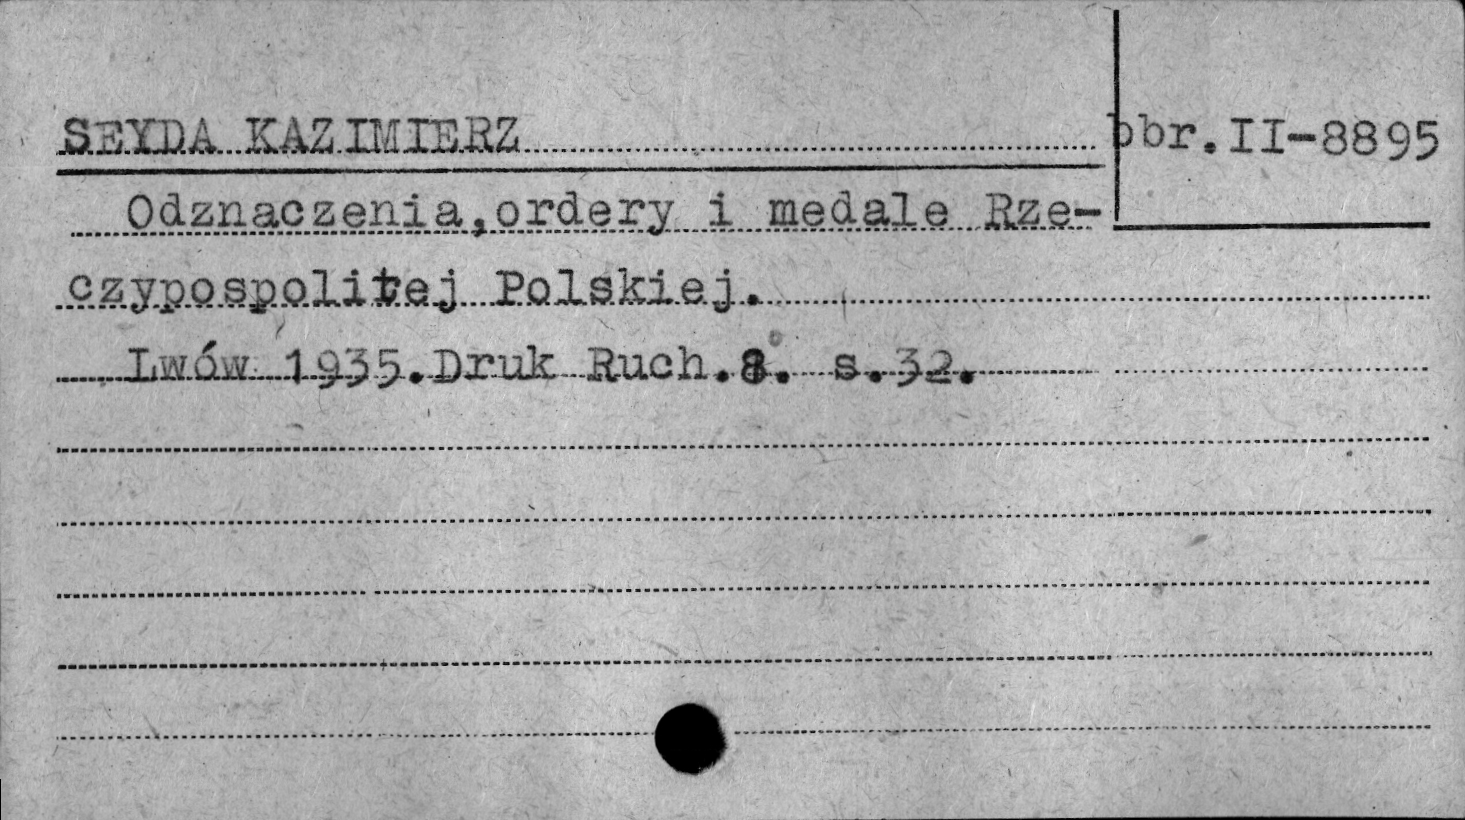 SEYDA KAZIMIERZ
bbr.II-8895
Odznaczenia,ordery i medale Rze-
czypospolitej Polskiej.
Lwów 1935.Druk Ruch.8°. s.32.